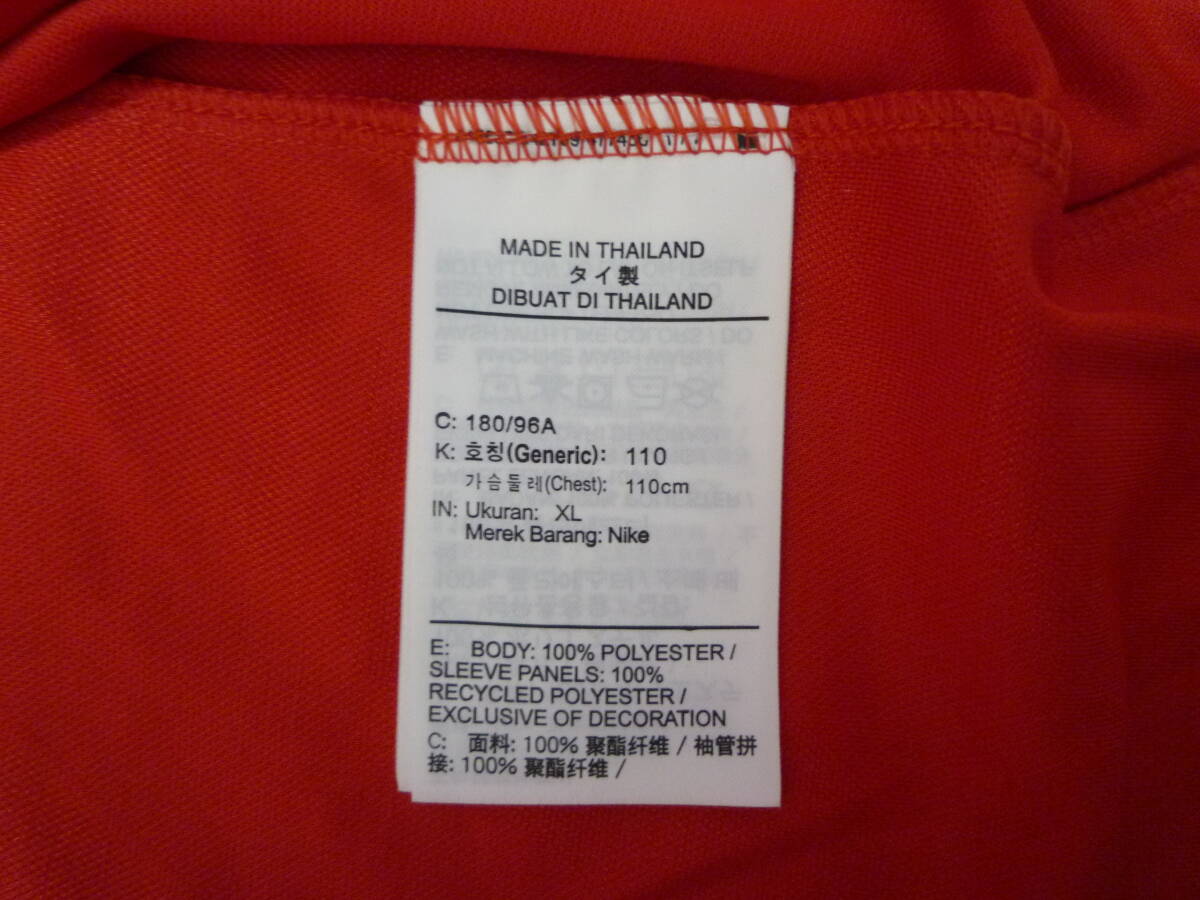 MADE IN THAILAND
タイ製
DIBUAT DI THAILAND
C: 180/96A
K: 호칭(Generic): 110
가슴둘레(Chest): 110cm
IN: Ukuran: XL
Merek Barang: Nike
E: BODY: 100% POLYESTER /
SLEEVE PANELS: 100%
RECYCLED POLYESTER /
EXCLUSIVE OF DECORATION
C: 面料: 100% 聚酯纤维 / 袖管拼
接: 100% 聚酯纤维 /